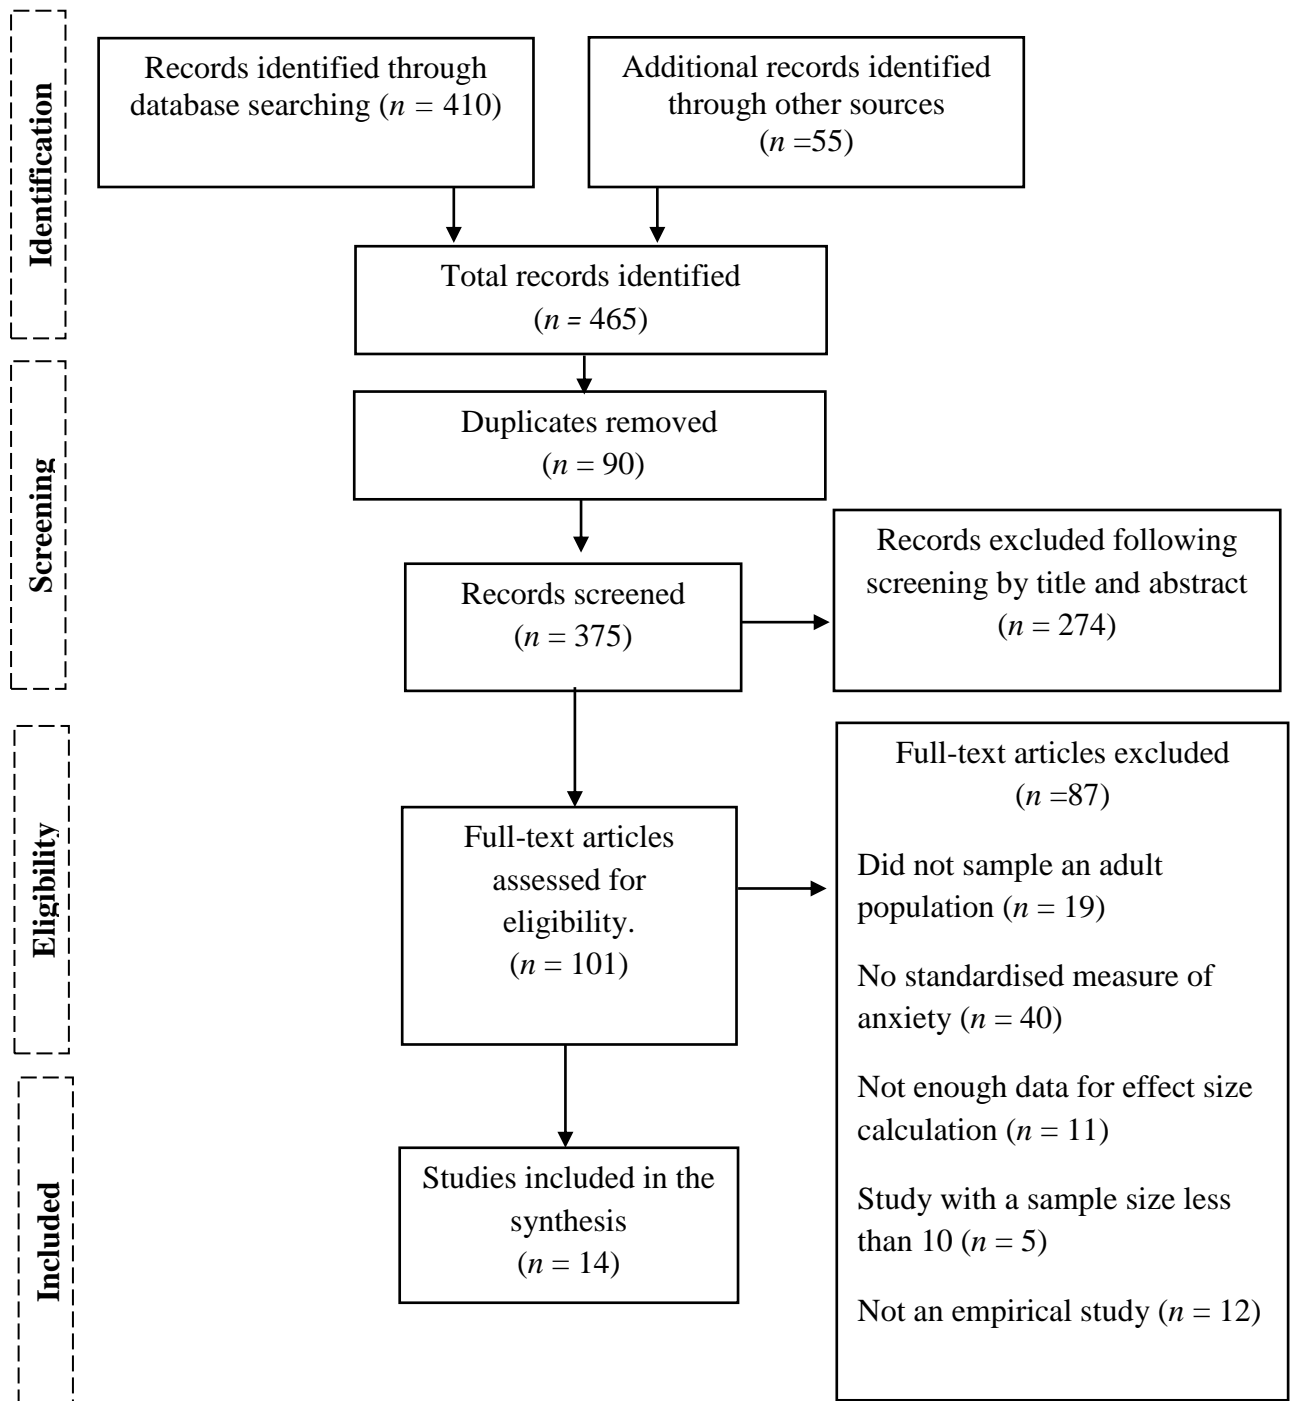 Identification
Records identified through
database searching (n = 410)
Additional records identified
through other sources
(n =55)
Total records identified
(n = 465)
Screening
Duplicates removed
(n = 90)
Records screened
(n = 375)
Records excluded following
screening by title and abstract
(n = 274)
Eligibility
Full-text articles
assessed for
eligibility.
(n = 101)
Full-text articles excluded
(n =87)
Did not sample an adult
population (n = 19)
No standardised measure of
anxiety (n = 40)
Not enough data for effect size
calculation (n = 11)
Study with a sample size less
than 10 (n = 5)
Not an empirical study (n = 12)
Included
Studies included in the
synthesis
(n = 14)